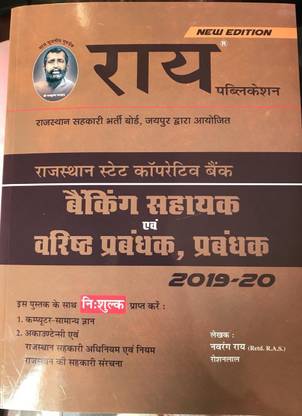 NEW EDITION
राय®
पब्लिकेशन
राजस्थान सहकारी भर्ती बोर्ड, जयपुर द्वारा आयोजित
राजस्थान स्टेट कॉपरेटिव बैंक
बैंकिंग सहायक
एवं
वरिष्ठ प्रबंधक, प्रबंधक
2019-20
इस पुस्तक के साथ निःशुल्क प्राप्त करें :
1. कम्प्युटर-सामान्य ज्ञान
2. अकाउण्टेन्सी एवं
राजस्थान सहकारी अधिनियम एवं नियम
राजस्थान की सहकारी संरचना
लेखक :
नवरंग राय (Retd. R.A.S.)
रोशनलाल